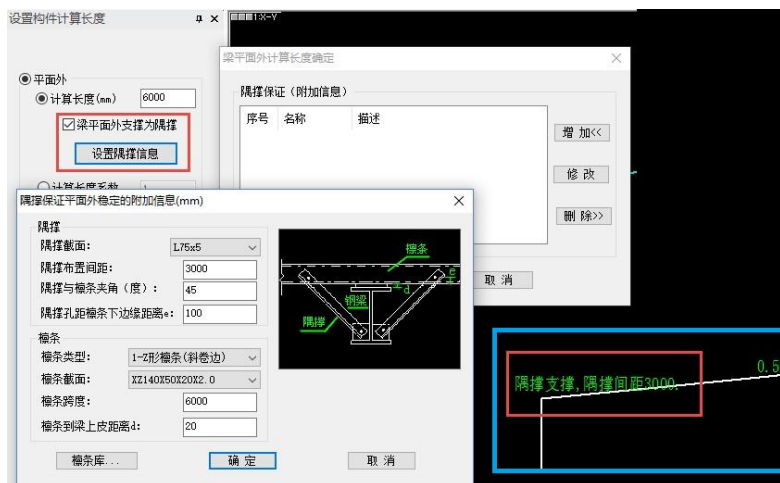 设置构件计算长度
1:X-Y
平面外
计算长度(mm) 6000
梁平面外支撑为隅撑
设置隅撑信息
梁平面外计算长度确定
隅撑保证(附加信息)
序号 名称 描述
增 加<<
修 改
删 除>>
取 消
隅撑保证平面外稳定的附加信息(mm)
隅撑
隅撑截面: L75x5
隅撑布置间距: 3000
隅撑与檩条夹角(度): 45
隅撑孔距檩条下边缘距离e: 100
檩条
檩条类型: 1-Z形檩条(斜卷边)
檩条截面: XZ140X50X20X2.0
檩条跨度: 6000
檩条到梁上皮距离d: 20
檩条库...
确 定
取 消
檩条
e
d
钢梁
隅撑
隅撑支撑,隅撑间距3000.
0.5